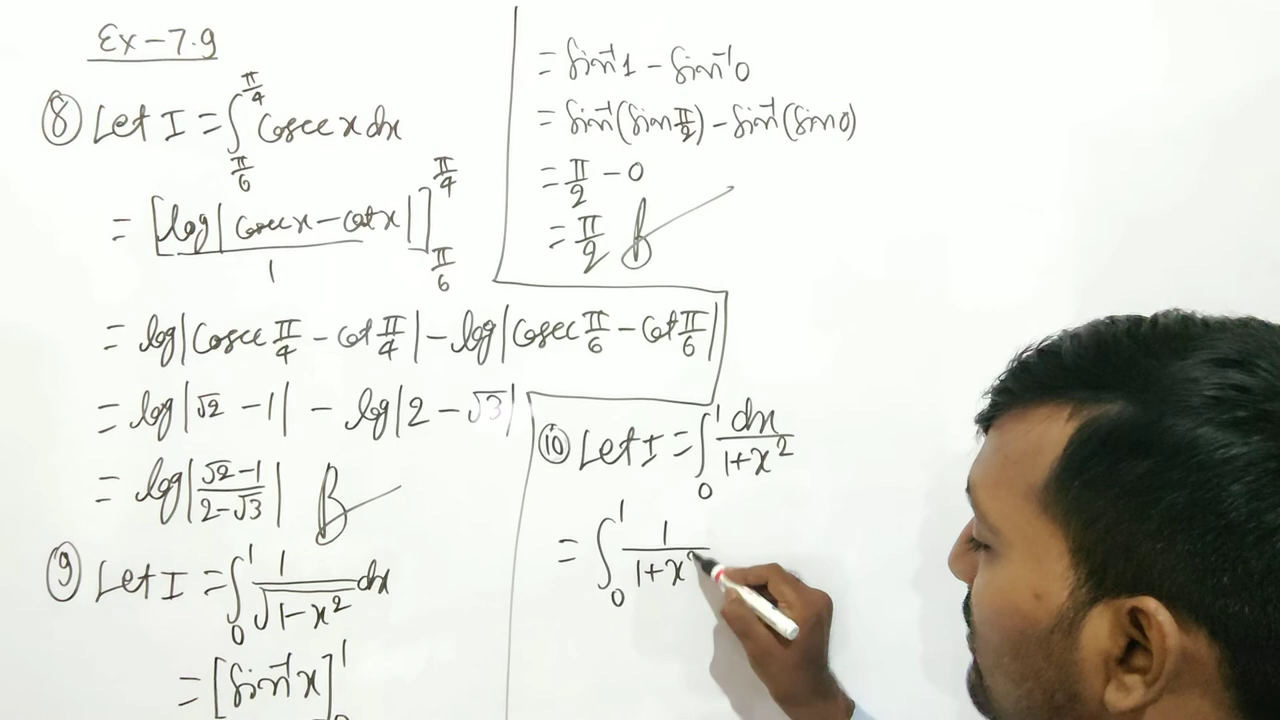 Ex-7.9
⑧ Let I = ∫_{π/6}^{π/4} Cosec x dx
= [log|cosec x - cot x|]_{π/6}^{π/4}
1
= log|Cosec π/4 - cot π/4| - log|Cosec π/6 - Cot π/6|
= log|√2 - 1| - log|2 - √3|
= log|(√2-1)/(2-√3)|
⑨ Let I = ∫_0^1 1/√(1-x²) dx
= [Sin⁻¹x]_0^1
= Sin⁻¹1 - Sin⁻¹0
= Sin⁻¹(Sin π/2) - Sin⁻¹(Sin 0)
= π/2 - 0
= π/2
⑩ Let I = ∫_0^1 dx/(1+x²)
= ∫_0^1 1/(1+x²)